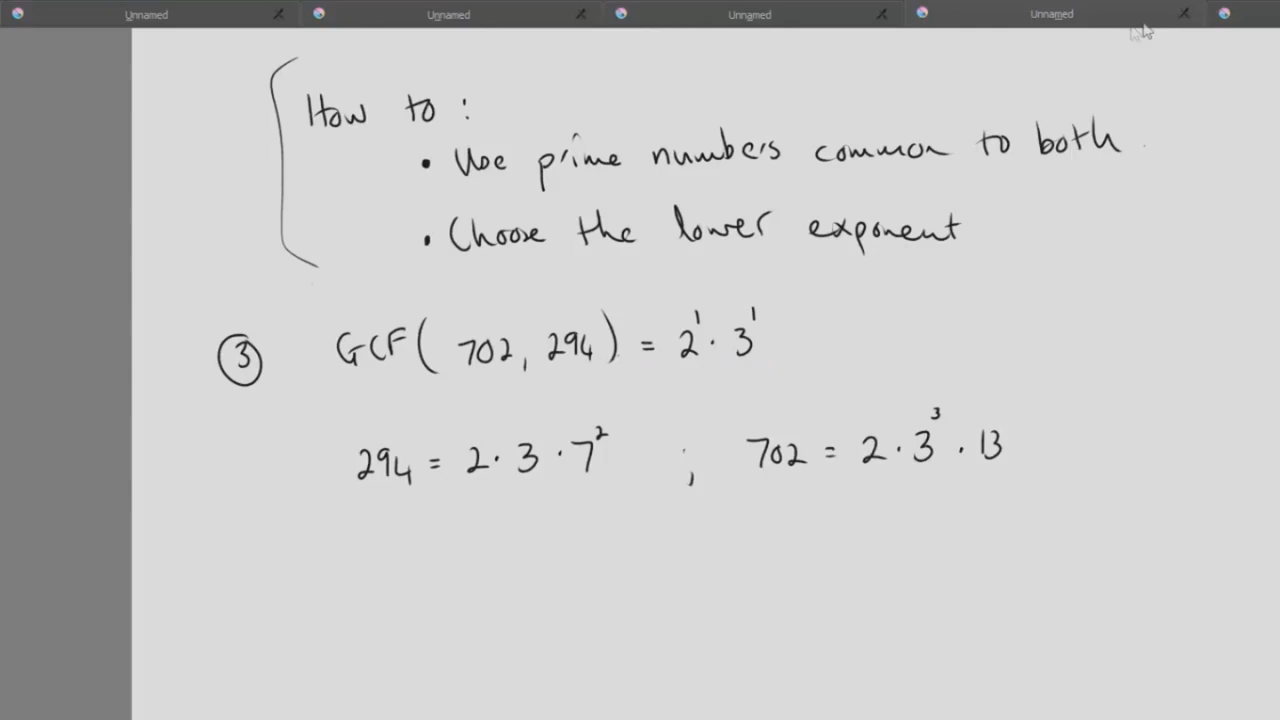 Unnamed Unnamed Unnamed Unnamed
How to :
• Use prime numbers common to both
• Choose the lower exponent
③ GCF( 702, 294 ) = 2¹ · 3¹
294 = 2 · 3 · 7² ; 702 = 2 · 3³ · 13